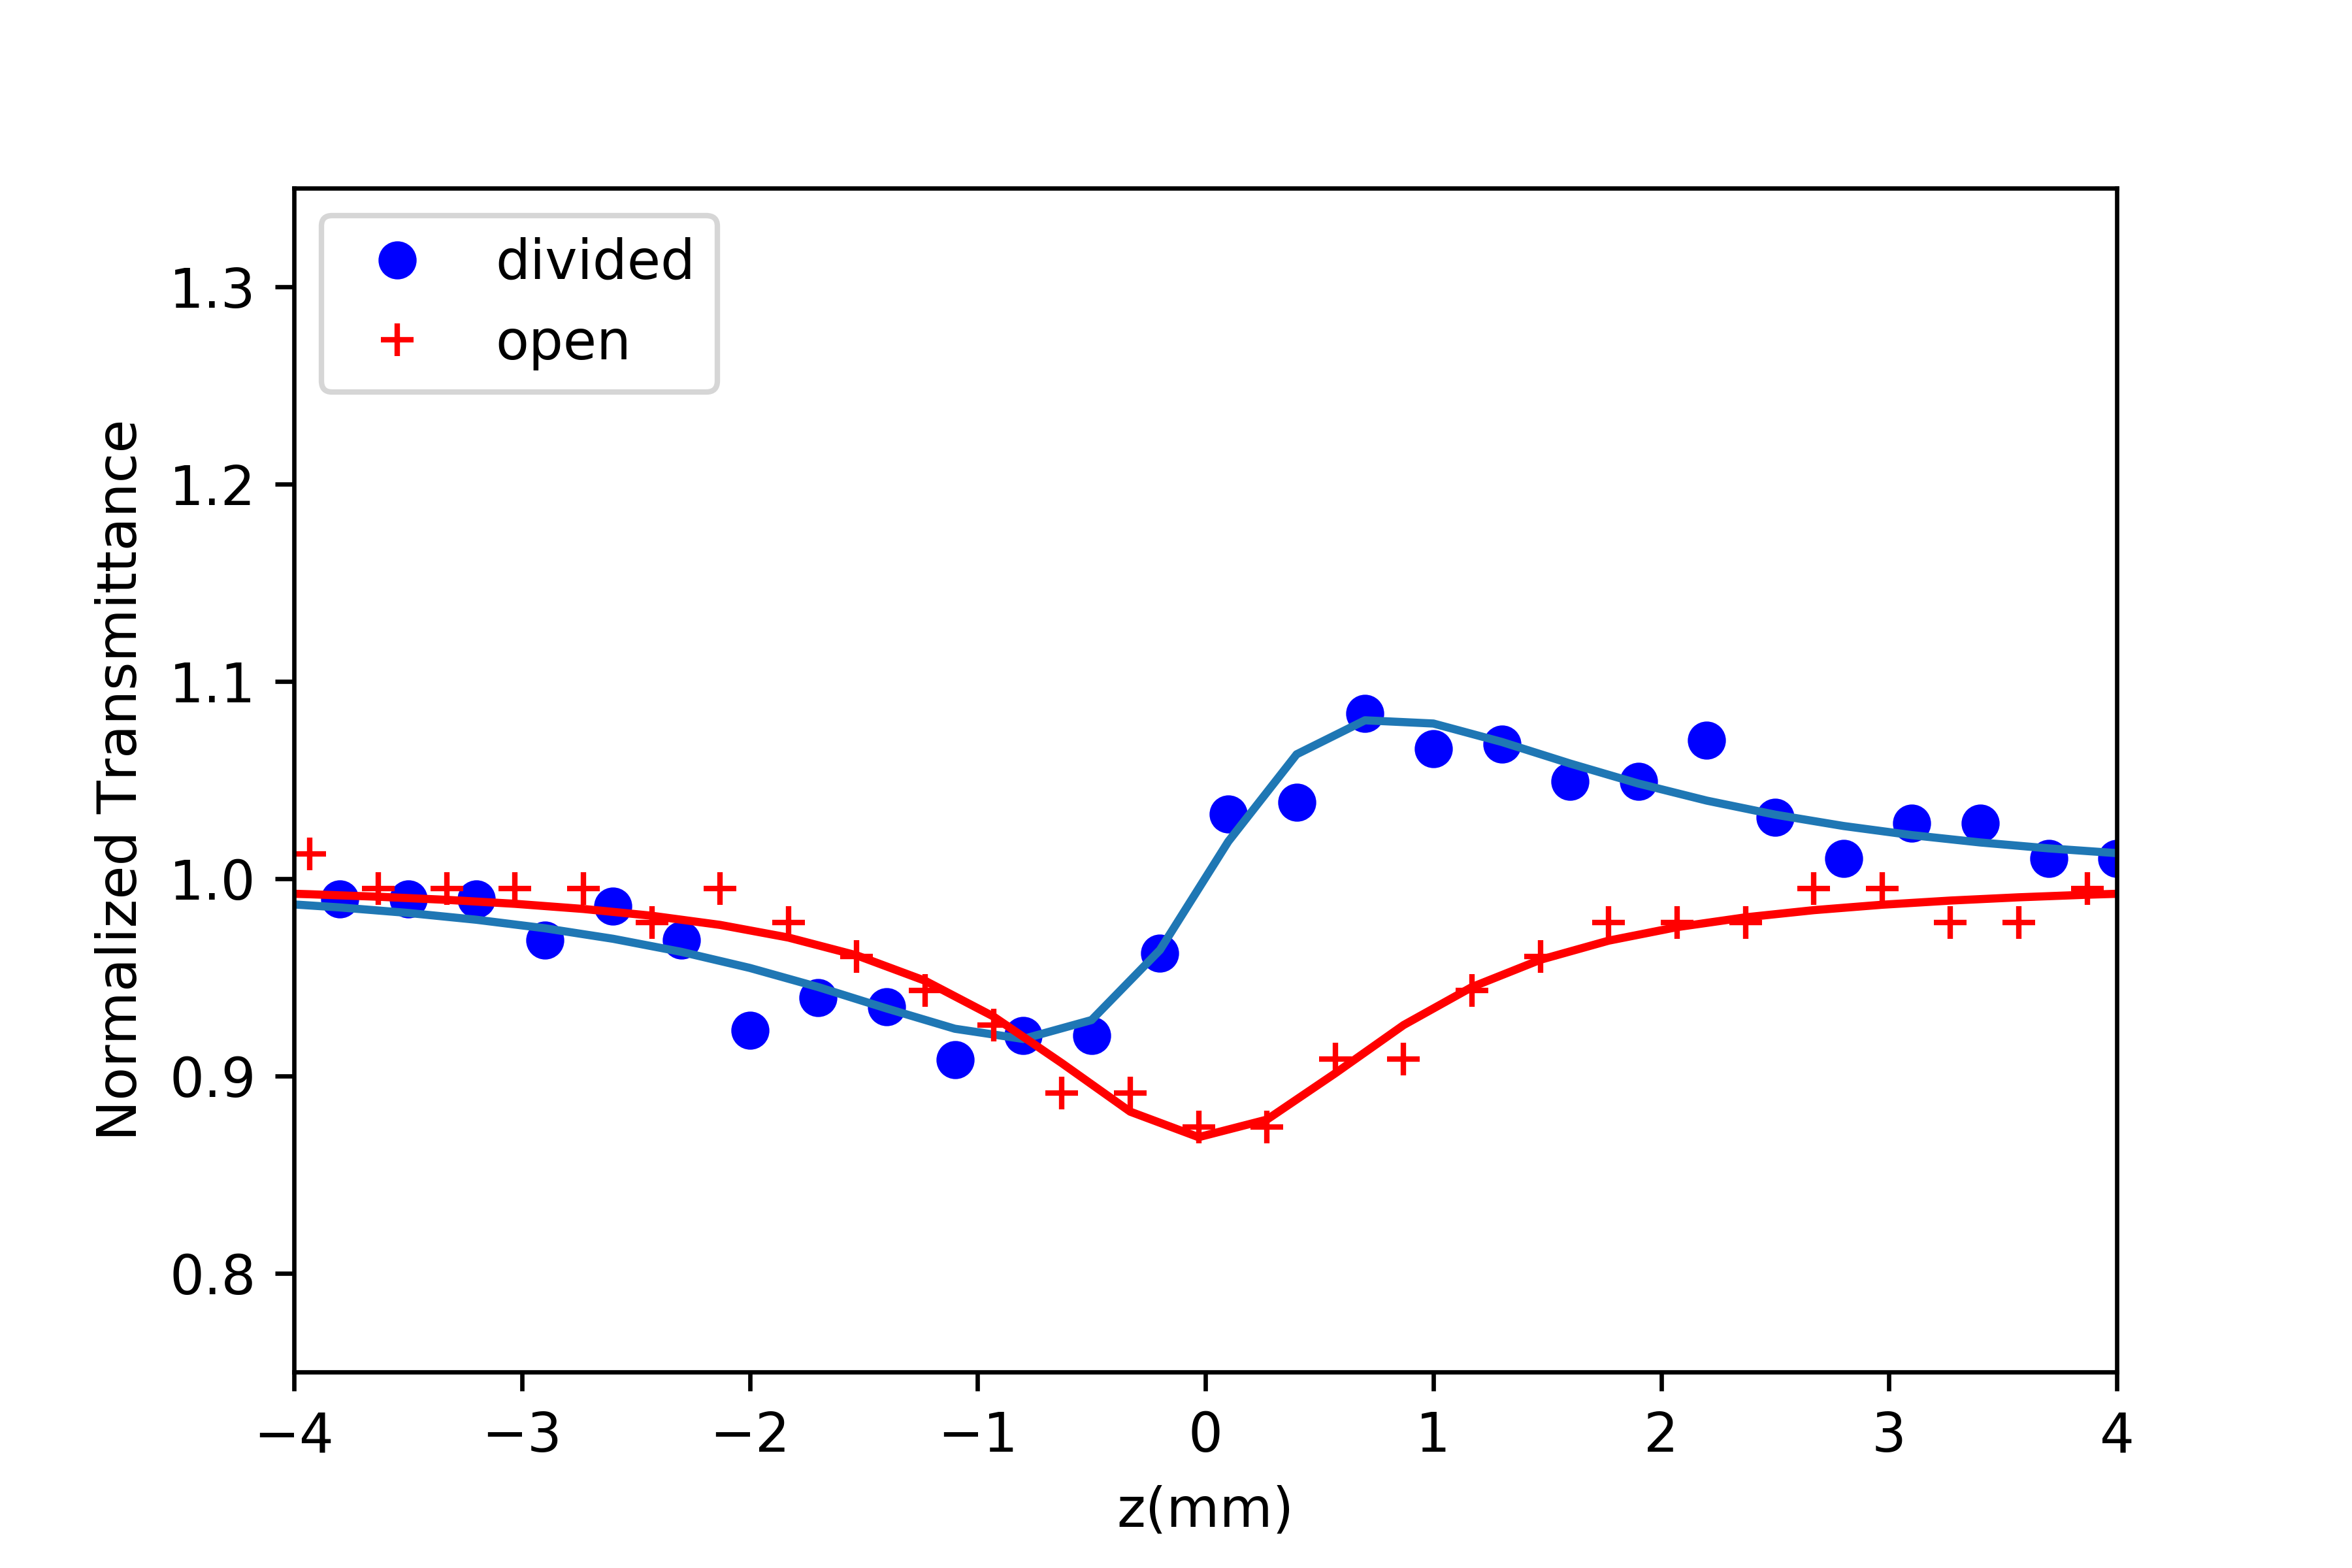 divided
open
Normalized Transmittance
1.3
1.2
1.1
1.0
0.9
0.8
−4 −3 −2 −1 0 1 2 3 4
z(mm)